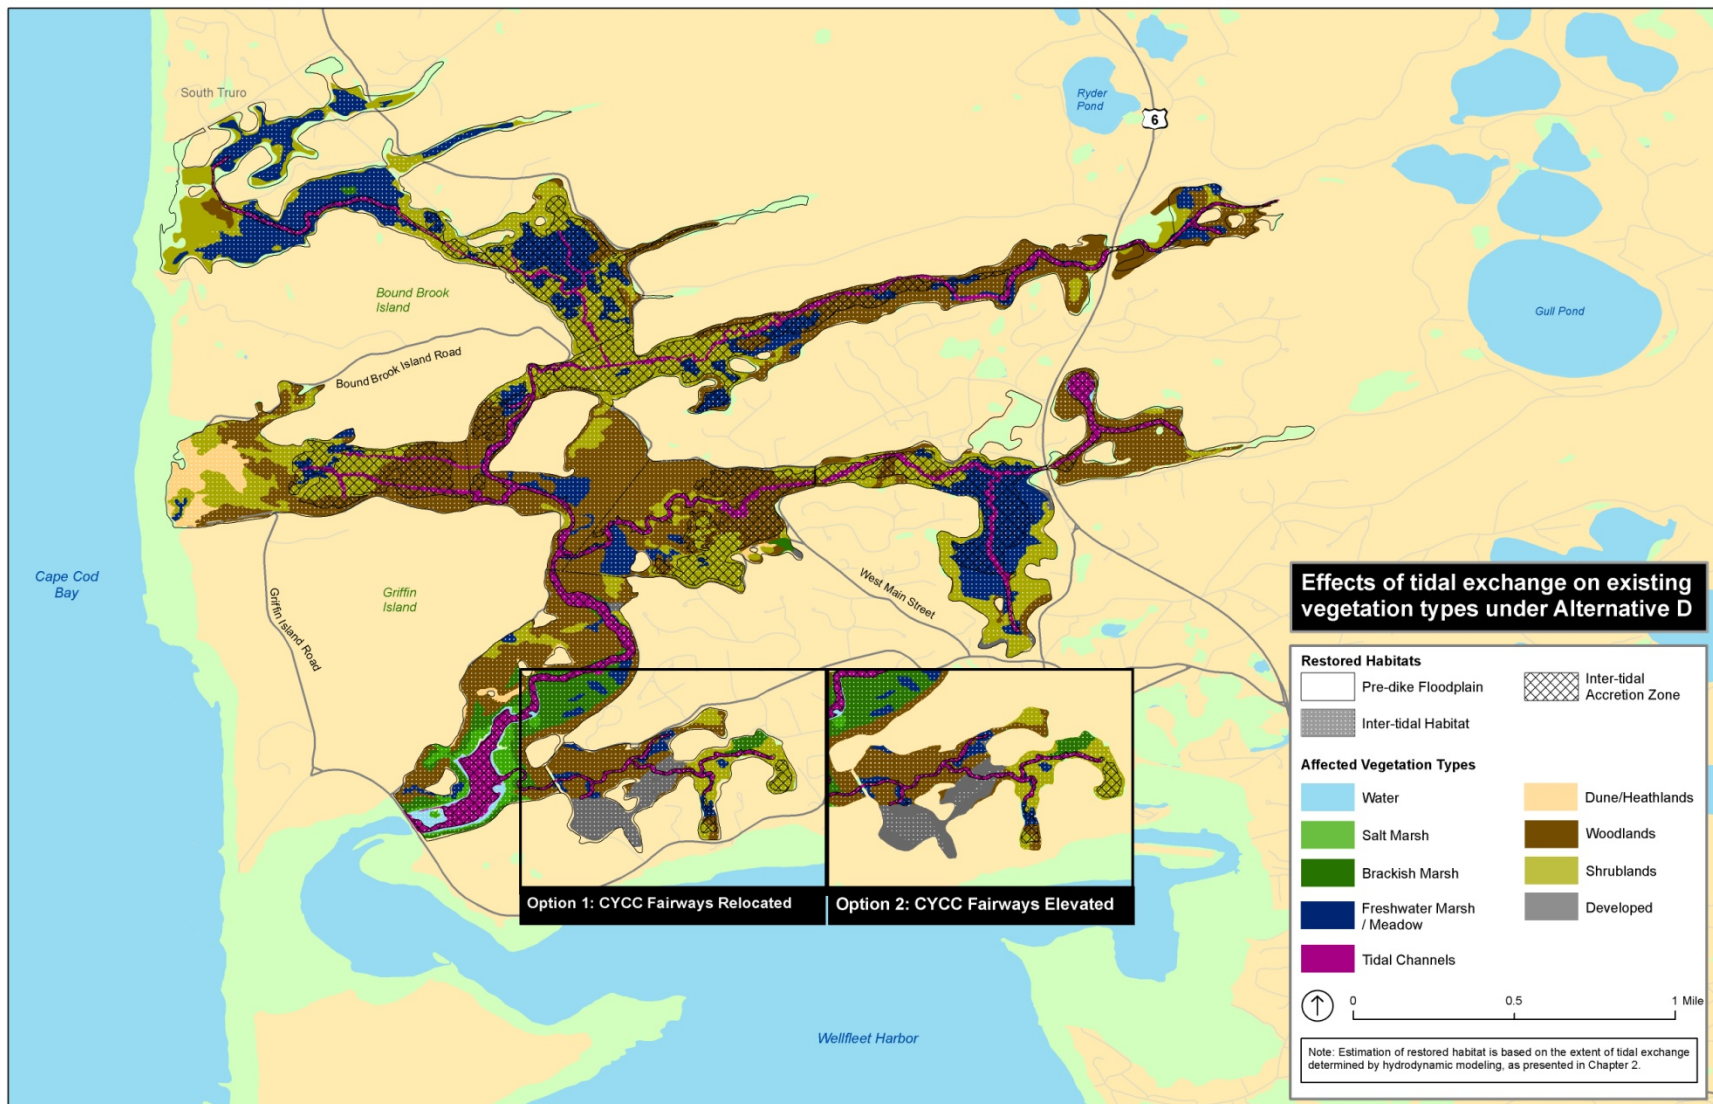 South Truro
Ryder
Pond
6
Bound Brook
Island
Gull Pond
Bound Brook Island Road
Cape Cod
Bay
Griffin
Island
Griffin Island Road
West Main Street
Option 1: CYCC Fairways Relocated
Option 2: CYCC Fairways Elevated
Wellfleet Harbor
Effects of tidal exchange on existing
vegetation types under Alternative D
Restored Habitats
Pre-dike Floodplain
Inter-tidal
Accretion Zone
Inter-tidal Habitat
Affected Vegetation Types
Water
Dune/Heathlands
Salt Marsh
Woodlands
Brackish Marsh
Shrublands
Freshwater Marsh
/ Meadow
Developed
Tidal Channels
0 0.5 1 Mile
Note: Estimation of restored habitat is based on the extent of tidal exchange
determined by hydrodynamic modeling, as presented in Chapter 2.